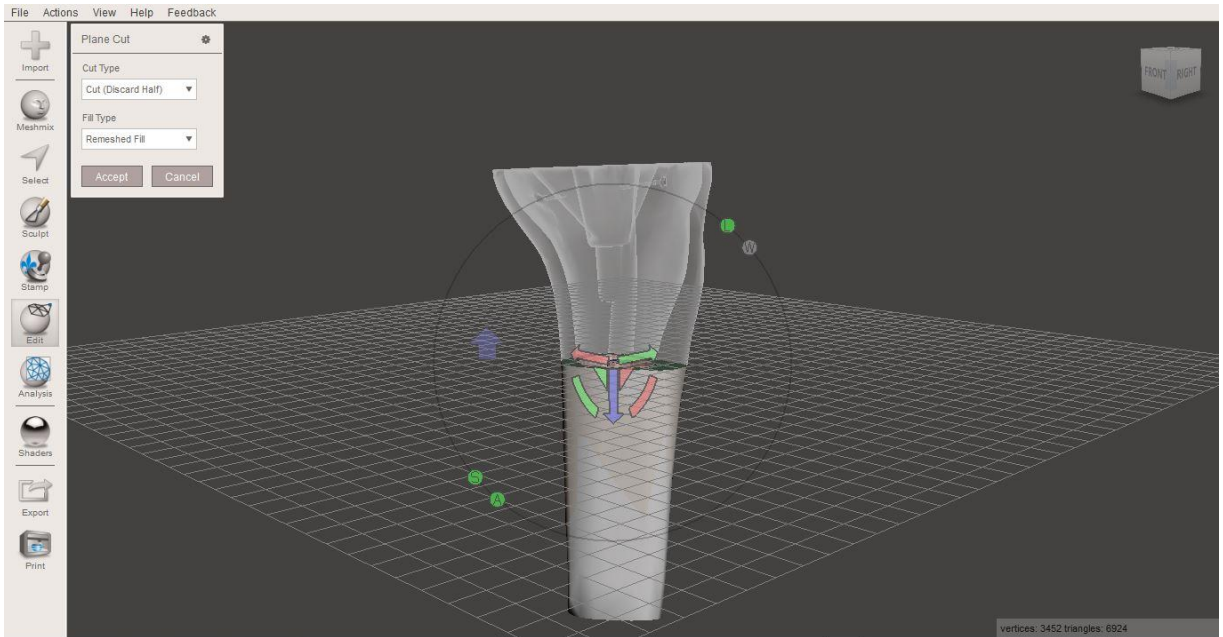 File Actions View Help Feedback
Import
Meshmix
Select
Sculpt
Stamp
Edit
Analysis
Shaders
Export
Print
Plane Cut
Cut Type
Cut (Discard Half)
Fill Type
Remeshed Fill
Accept Cancel
FRONT RIGHT
L
W
S
A
vertices: 3452 triangles: 6924